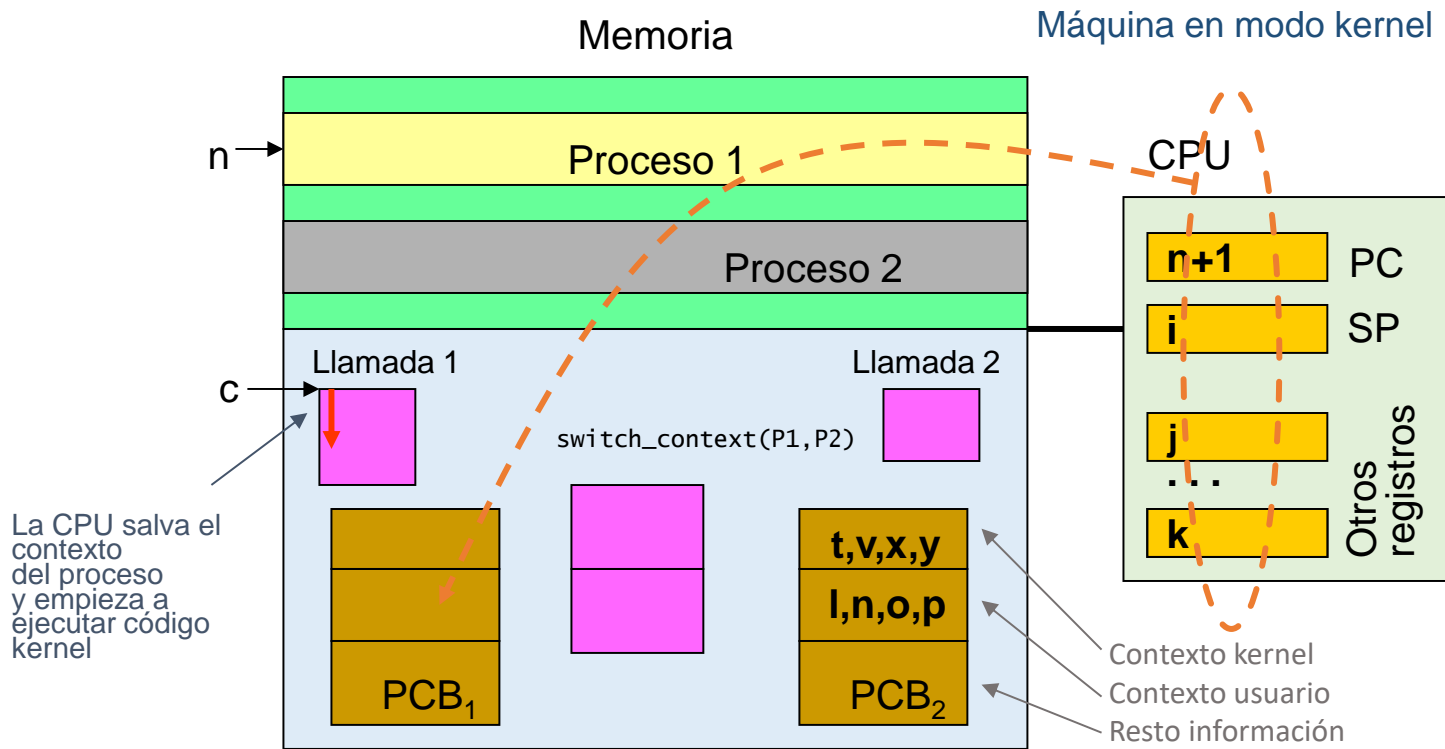 Máquina en modo kernel
Memoria
n
Proceso 1
CPU
Proceso 2
n+1
PC
i
SP
Llamada 1
Llamada 2
c
switch_context(P1,P2)
j
. . .
k
Otros
registros
La CPU salva el
contexto
del proceso
y empieza a
ejecutar código
kernel
t,v,x,y
l,n,o,p
PCB1
PCB2
Contexto kernel
Contexto usuario
Resto información